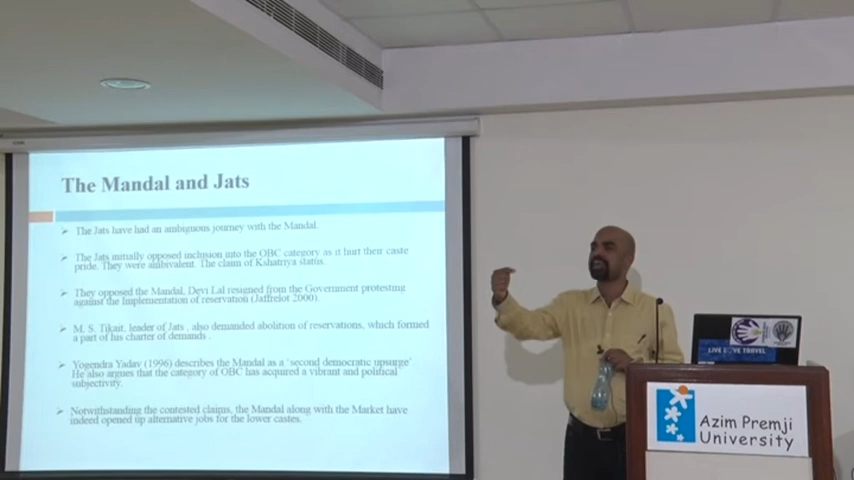 The Mandal and Jats
The Jats have had an ambiguous journey with the Mandal.
The Jats initially opposed inclusion into the OBC category as it hurt their caste
pride. They were ambivalent. The claim of Kshatriya status.
They opposed the Mandal, Devi Lal resigned from the Government protesting
against the Implementation of reservation (Jaffrelot 2000).
M. S. Tikait, leader of Jats , also demanded abolition of reservations, which formed
a part of his charter of demands .
Yogendra Yadav (1996) describes the Mandal as a ‘second democratic upsurge’
He also argues that the category of OBC has acquired a vibrant and political
subjectivity.
Notwithstanding the contested claims, the Mandal along with the Market have
indeed opened up alternative jobs for the lower castes.
LIVE LOVE TRAVEL
Azim Premji
University